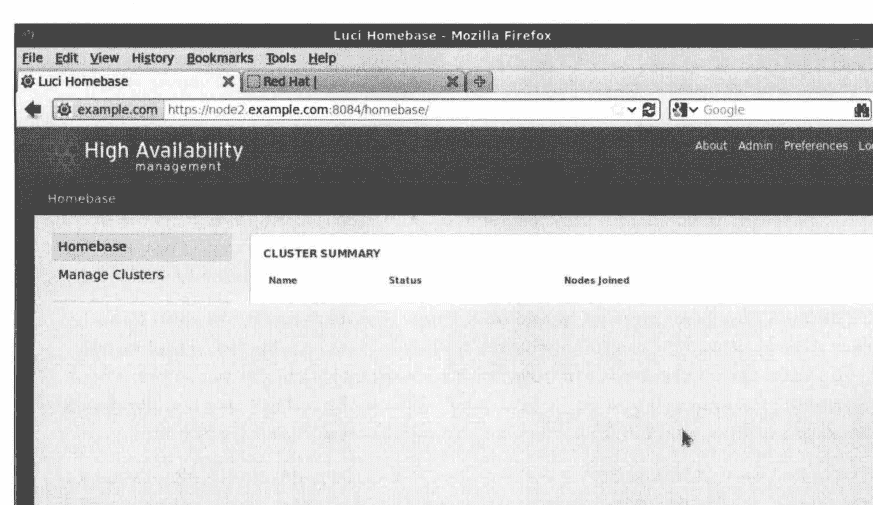 Luci Homebase - Mozilla Firefox
File Edit View History Bookmarks Tools Help
Luci Homebase Red Hat |
example.com https://node2.example.com:8084/homebase/ Google
High Availability
management
About Admin Preferences Lo
Homebase
Homebase
Manage Clusters
CLUSTER SUMMARY
Name Status Nodes Joined